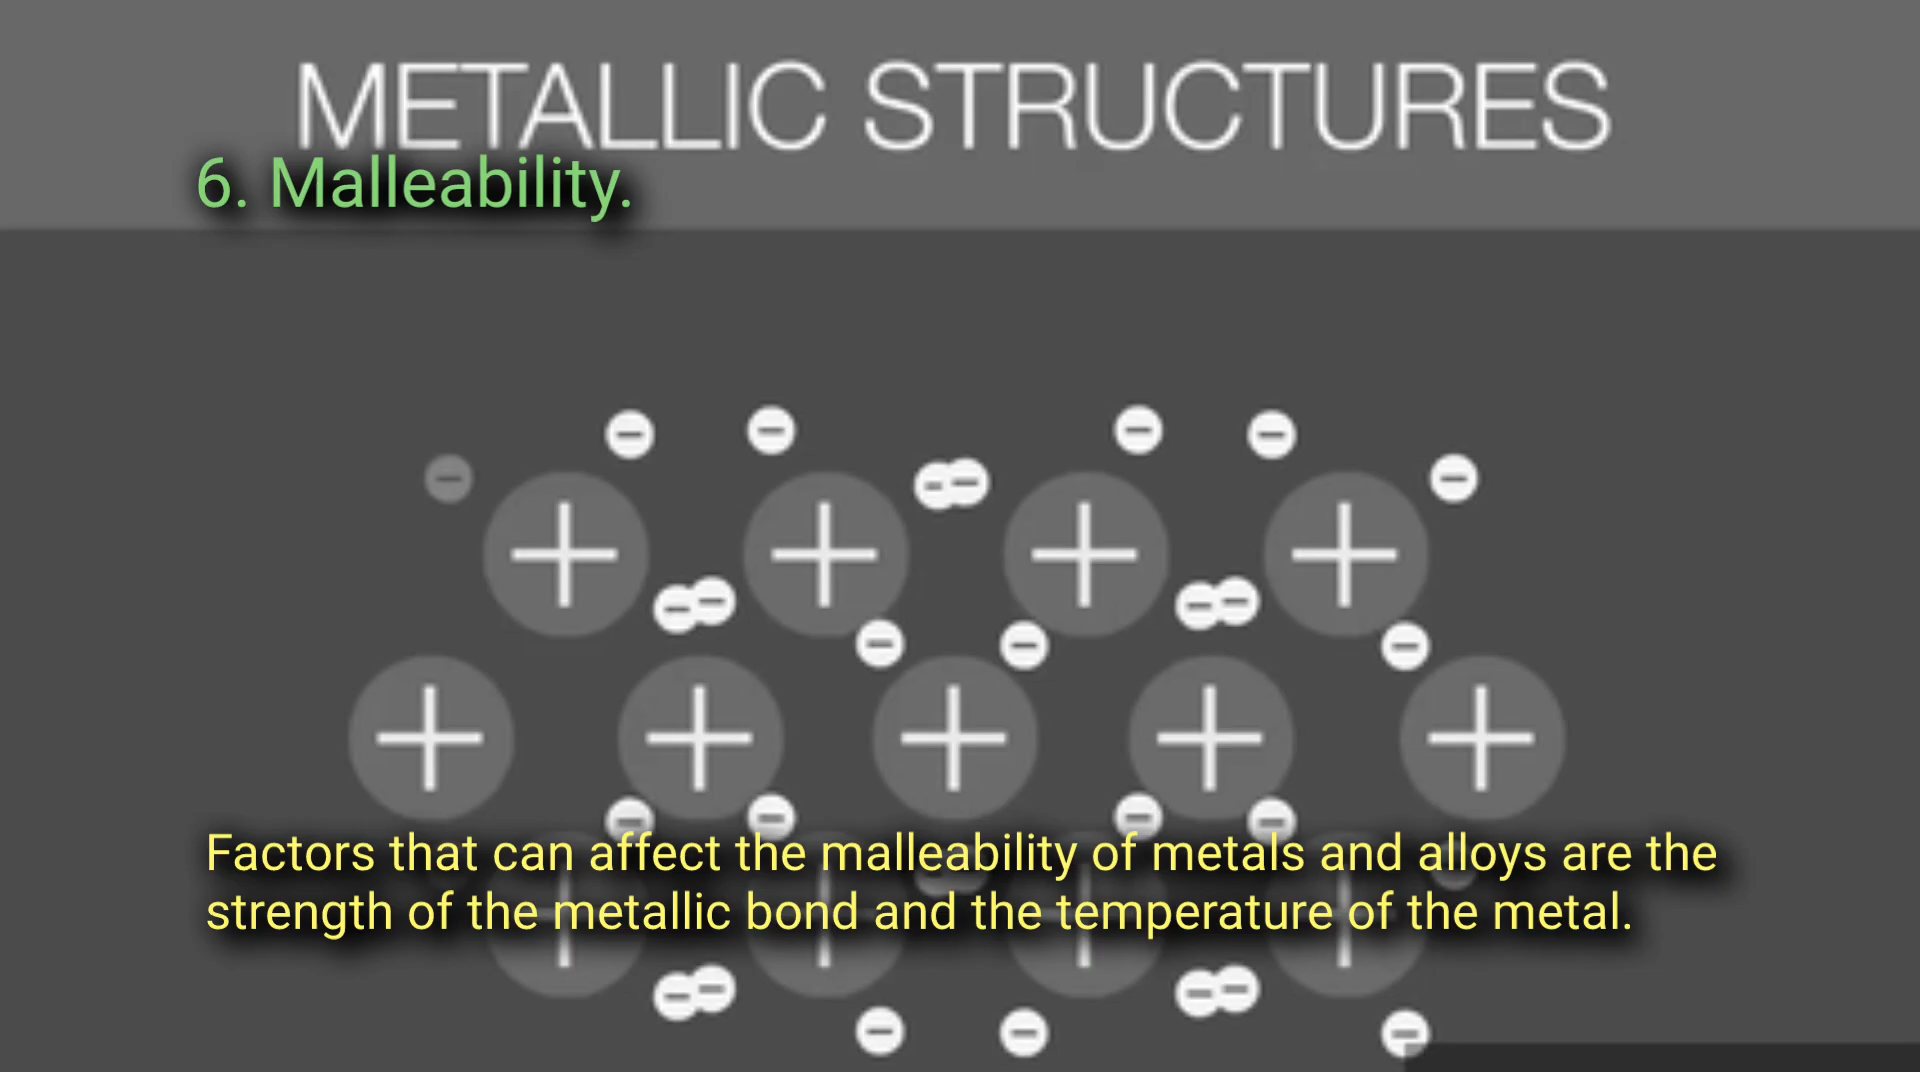 METALLIC STRUCTURES
6. Malleability.
Factors that can affect the malleability of metals and alloys are the
strength of the metallic bond and the temperature of the metal.